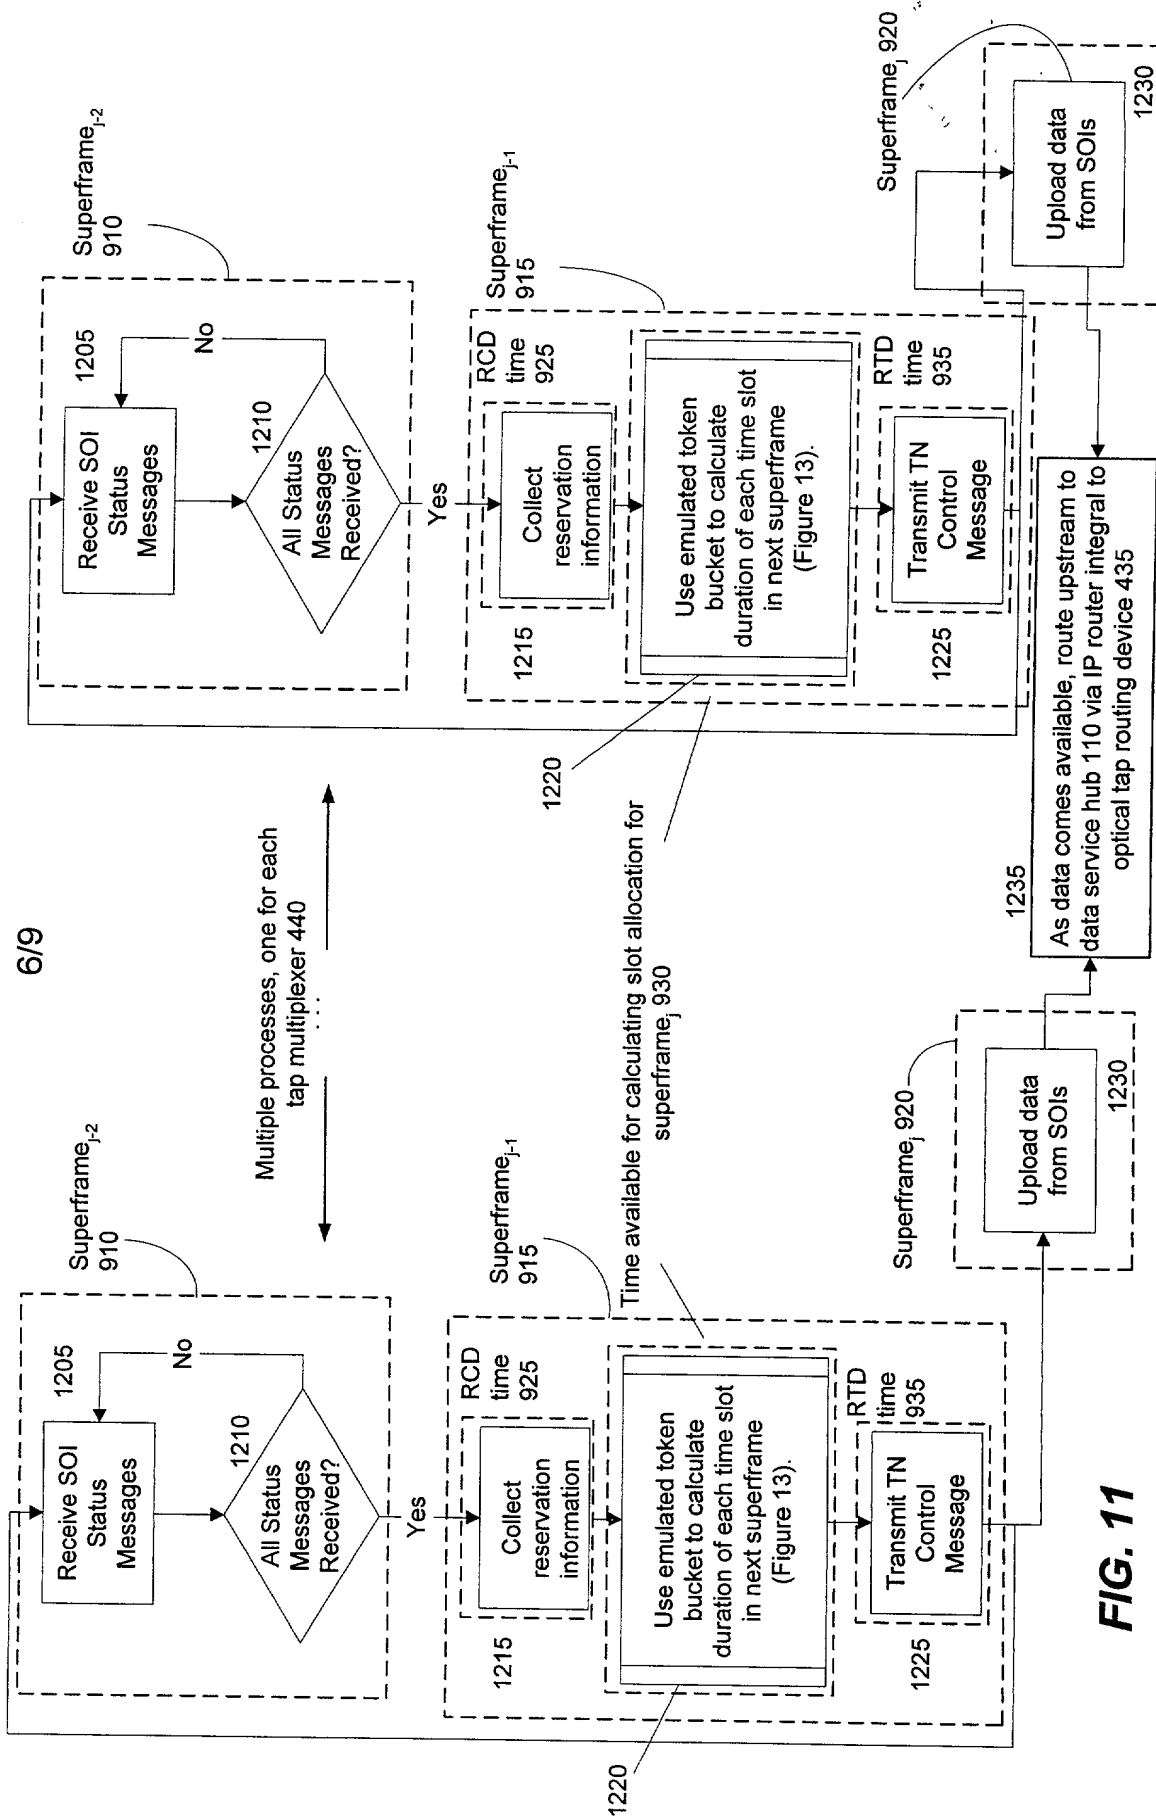 6/9
Superframe j-2
910
1205
Receive SOI
Status
Messages
No
1210
All Status
Messages
Received?
Yes
Superframe j-1
915
RCD
time
925
1215
Collect
reservation
information
Use emulated token
bucket to calculate
duration of each time slot
in next superframe
(Figure 13).
1220
RTD
time
935
1225
Transmit TN
Control
Message
Superframe j 920
Upload data
from SOIs
1230
Multiple processes, one for each
tap multiplexer 440
. . .
Time available for calculating slot allocation for
superframe j 930
Superframe j-2
910
1205
Receive SOI
Status
Messages
No
1210
All Status
Messages
Received?
Yes
Superframe j-1
915
RCD
time
925
1215
Collect
reservation
information
Use emulated token
bucket to calculate
duration of each time slot
in next superframe
(Figure 13).
1220
RTD
time
935
1225
Transmit TN
Control
Message
Superframe j 920
Upload data
from SOIs
1230
1235
As data comes available, route upstream to
data service hub 110 via IP router integral to
optical tap routing device 435
FIG. 11